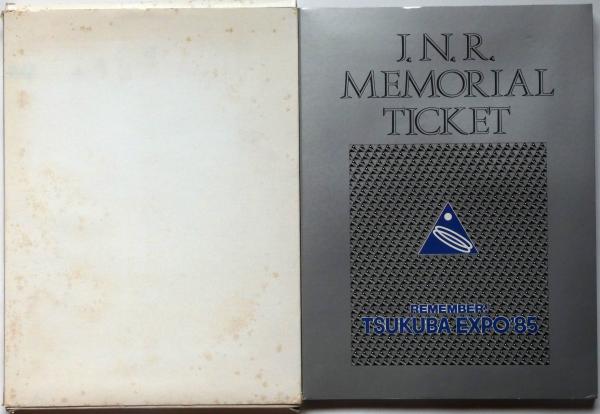 J.N.R.
MEMORIAL
TICKET
REMEMBER:
TSUKUBA EXPO'85